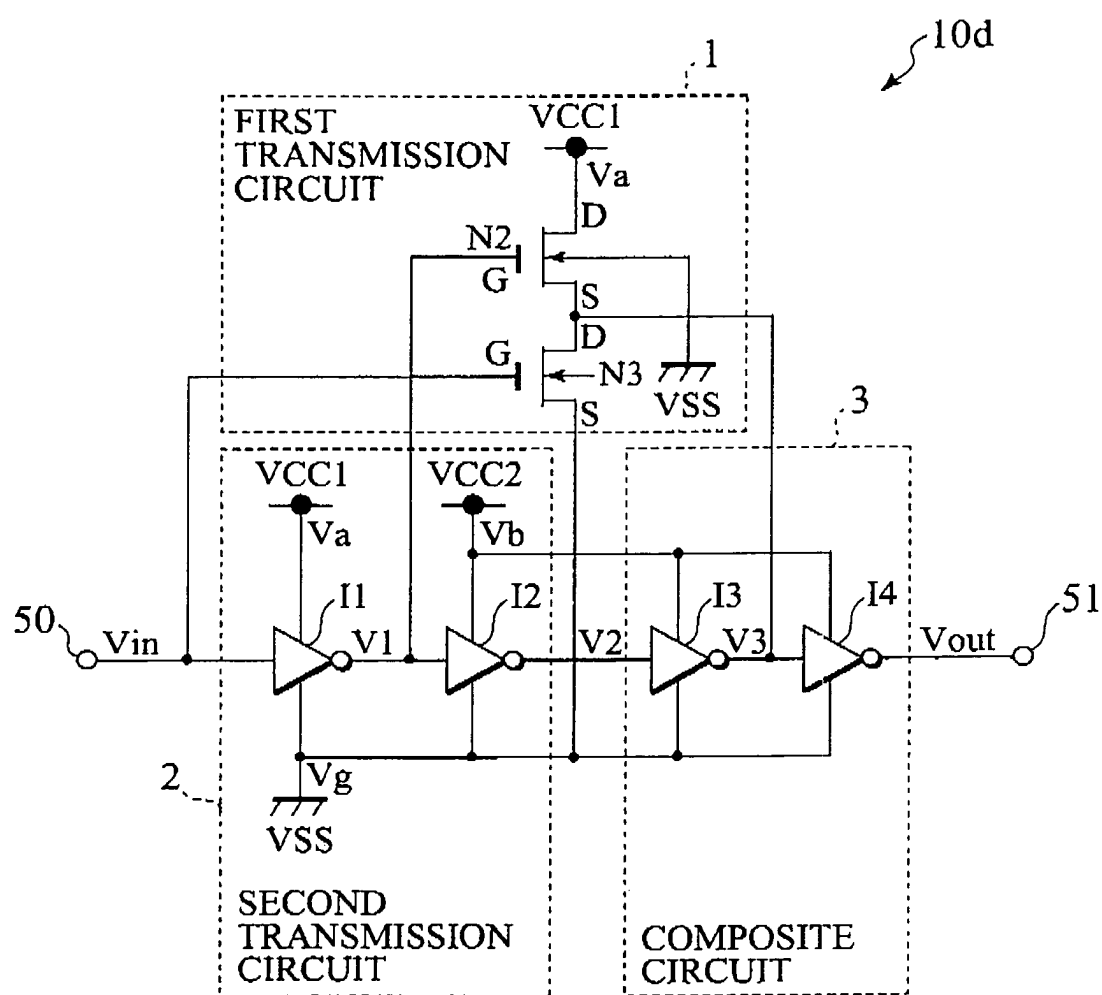 10d
1
FIRST
TRANSMISSION
CIRCUIT
VCC1
Va
D
N2
G
S
D
G
N3
S
VSS
3
VCC1
VCC2
Va
Vb
I1
I2
I3
I4
50
51
Vin
V1
V2
V3
Vout
2
Vg
VSS
SECOND
TRANSMISSION
CIRCUIT
COMPOSITE
CIRCUIT